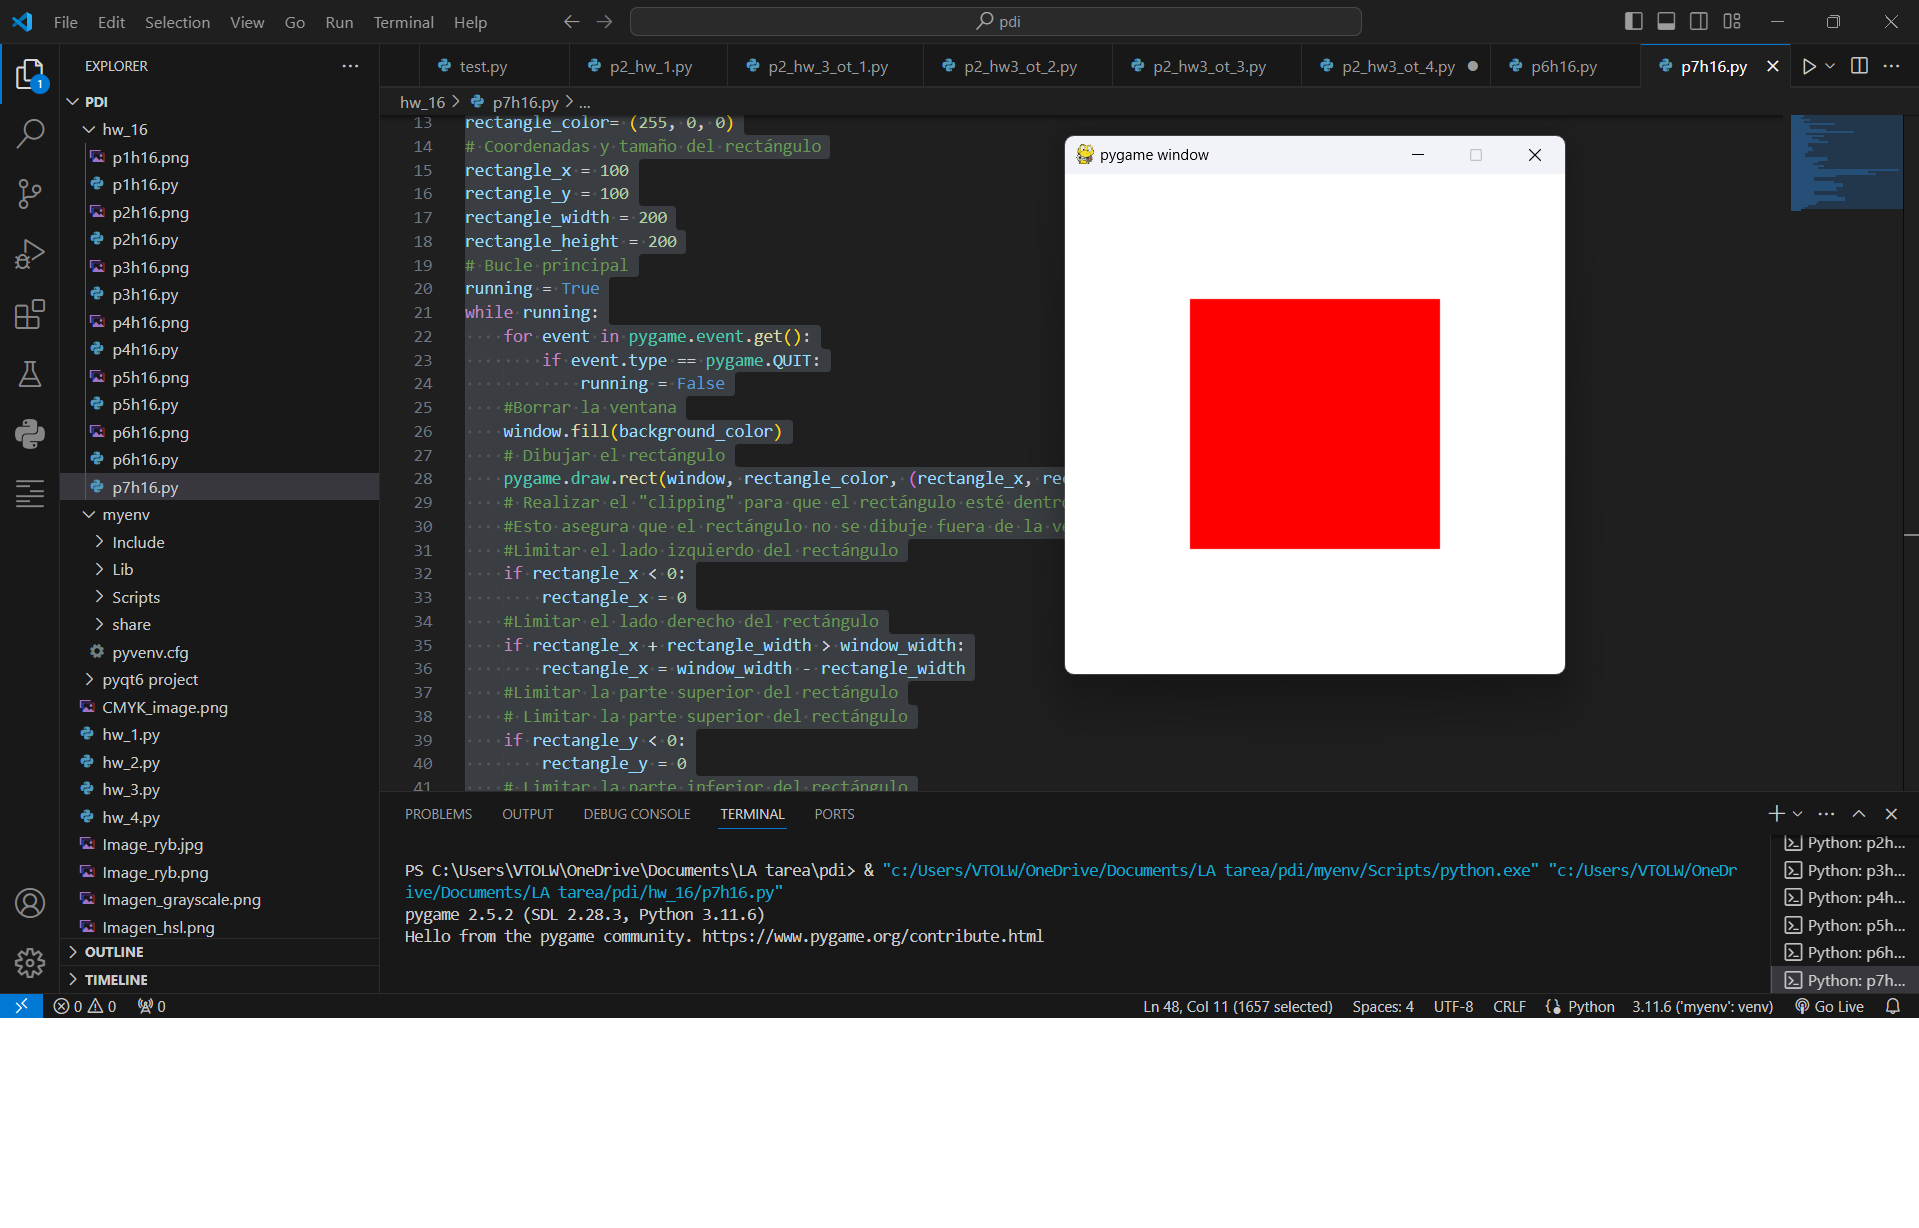 File Edit Selection View Go Run Terminal Help
pdi
EXPLORER
PDI
hw_16
p1h16.png
p1h16.py
p2h16.png
p2h16.py
p3h16.png
p3h16.py
p4h16.png
p4h16.py
p5h16.png
p5h16.py
p6h16.png
p6h16.py
p7h16.py
myenv
Include
Lib
Scripts
share
pyvenv.cfg
pyqt6 project
CMYK_image.png
hw_1.py
hw_2.py
hw_3.py
hw_4.py
Image_ryb.jpg
Image_ryb.png
Imagen_grayscale.png
Imagen_hsl.png
OUTLINE
TIMELINE
1
test.py p2_hw_1.py p2_hw_3_ot_1.py p2_hw3_ot_2.py p2_hw3_ot_3.py p2_hw3_ot_4.py p6h16.py p7h16.py
hw_16 > p7h16.py > ...
13 rectangle_color= (255, 0, 0)
14 # Coordenadas y tamaño del rectángulo
15 rectangle_x = 100
16 rectangle_y = 100
17 rectangle_width = 200
18 rectangle_height = 200
19 # Bucle principal
20 running = True
21 while running:
22 for event in pygame.event.get():
23 if event.type == pygame.QUIT:
24 running = False
25 #Borrar la ventana
26 window.fill(background_color)
27 # Dibujar el rectángulo
28 pygame.draw.rect(window, rectangle_color, (rectangle_x,
29 # Realizar el "clipping" para que el rectángulo esté
30 #Esto asegura que el rectángulo no se dibuje fuera de la
31 #Limitar el lado izquierdo del rectángulo
32 if rectangle_x < 0:
33 rectangle_x = 0
34 #Limitar el lado derecho del rectángulo
35 if rectangle_x + rectangle_width > window_width:
36 rectangle_x = window_width - rectangle_width
37 #Limitar la parte superior del rectángulo
38 # Limitar la parte superior del rectángulo
39 if rectangle_y < 0:
40 rectangle_y = 0
41 # Limitar la parte inferior del rectángulo
pygame window
PROBLEMS OUTPUT DEBUG CONSOLE TERMINAL PORTS
PS C:\Users\VTOLW\OneDrive\Documents\LA tarea\pdi> & "c:/Users/VTOLW/OneDrive/Documents/LA tarea/pdi/myenv/Scripts/python.exe" "c:/Users/VTOLW/OneDr
ive/Documents/LA tarea/pdi/hw_16/p7h16.py"
pygame 2.5.2 (SDL 2.28.3, Python 3.11.6)
Hello from the pygame community. https://www.pygame.org/contribute.html
Python: p2h...
Python: p3h...
Python: p4h...
Python: p5h...
Python: p6h...
Python: p7h...
0 0 0 Ln 48, Col 11 (1657 selected) Spaces: 4 UTF-8 CRLF Python 3.11.6 ('myenv': venv) Go Live